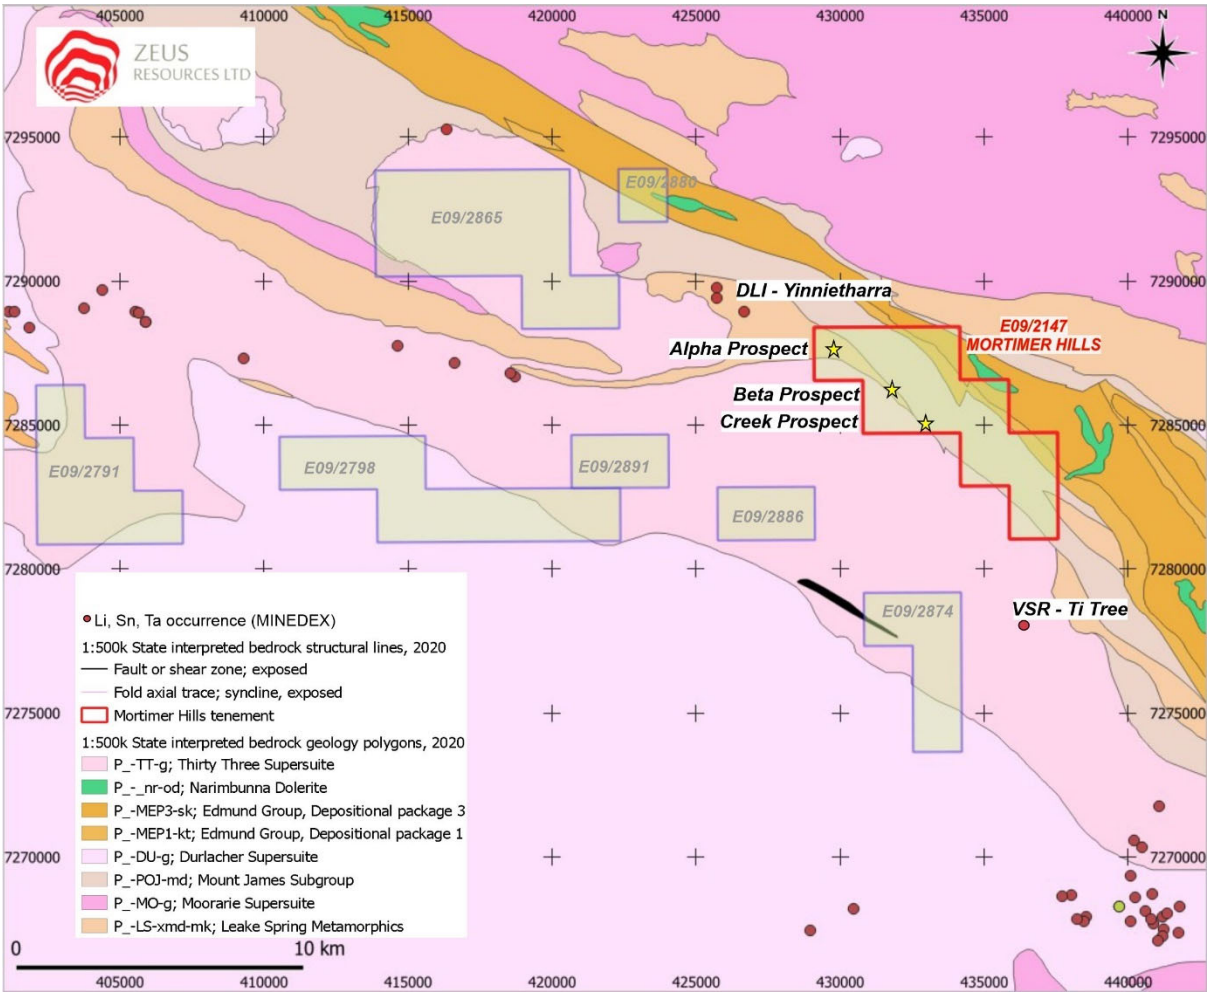 405000 410000 415000 420000 425000 430000 435000 440000
N
ZEUS
RESOURCES LTD
7295000 7295000
E09/2880
E09/2865
7290000 7290000
DLI - Yinnietharra
E09/2147
MORTIMER HILLS
Alpha Prospect
Beta Prospect
Creek Prospect
7285000 7285000
E09/2791
E09/2798
E09/2891
E09/2886
7280000 7280000
E09/2874
VSR - Ti Tree
Li, Sn, Ta occurrence (MINEDEX)
1:500k State interpreted bedrock structural lines, 2020
Fault or shear zone; exposed
Fold axial trace; syncline, exposed
Mortimer Hills tenement
7275000 7275000
1:500k State interpreted bedrock geology polygons, 2020
P_-TT-g; Thirty Three Supersuite
P_-_nr-od; Narimbunna Dolerite
P_-MEP3-sk; Edmund Group, Depositional package 3
P_-MEP1-kt; Edmund Group, Depositional package 1
7270000 7270000
P_-DU-g; Durlacher Supersuite
P_-POJ-md; Mount James Subgroup
P_-MO-g; Moorarie Supersuite
P_-LS-xmd-mk; Leake Spring Metamorphics
0 10 km
405000 410000 415000 420000 425000 430000 435000 440000